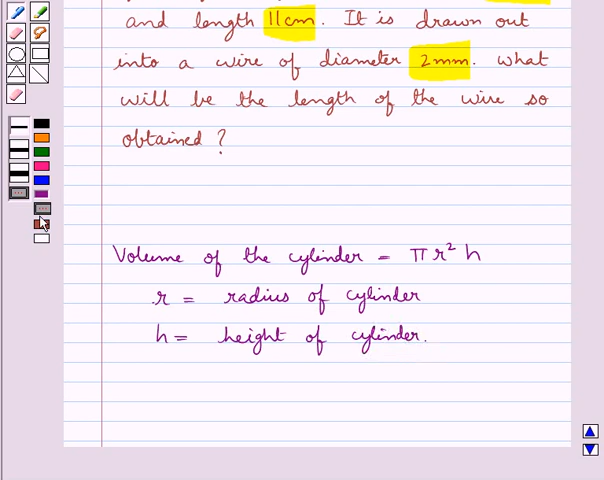 and length 11cm. It is drawn out
into a wire of diameter 2mm. what
will be the length of the wire so
obtained ?
Volume of the cylinder = πr² h
r = radius of cylinder
h = height of cylinder.